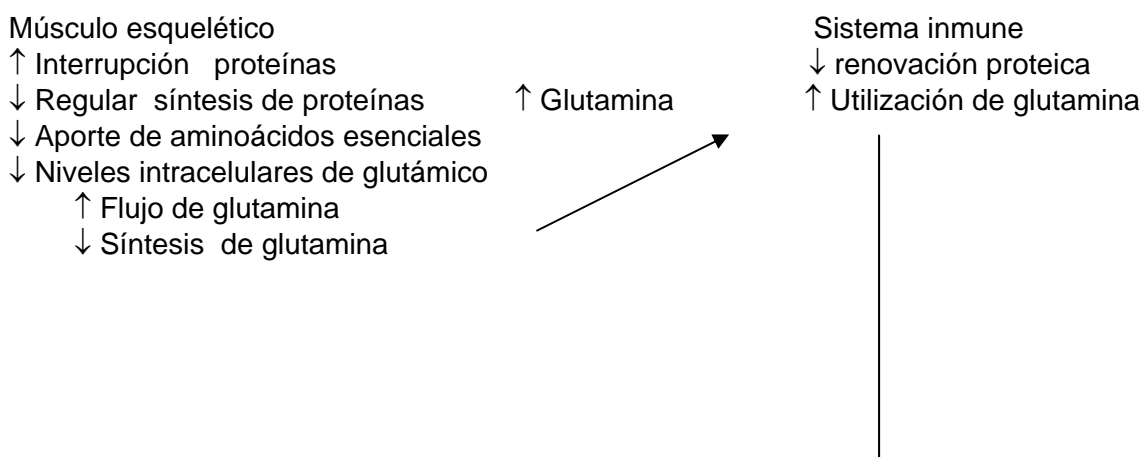 Músculo esquelético
↑ Interrupción proteínas
↓ Regular síntesis de proteínas
↓ Aporte de aminoácidos esenciales
↓ Niveles intracelulares de glutámico
↑ Flujo de glutamina
↓ Síntesis de glutamina
↑ Glutamina
Sistema inmune
↓ renovación proteica
↑ Utilización de glutamina